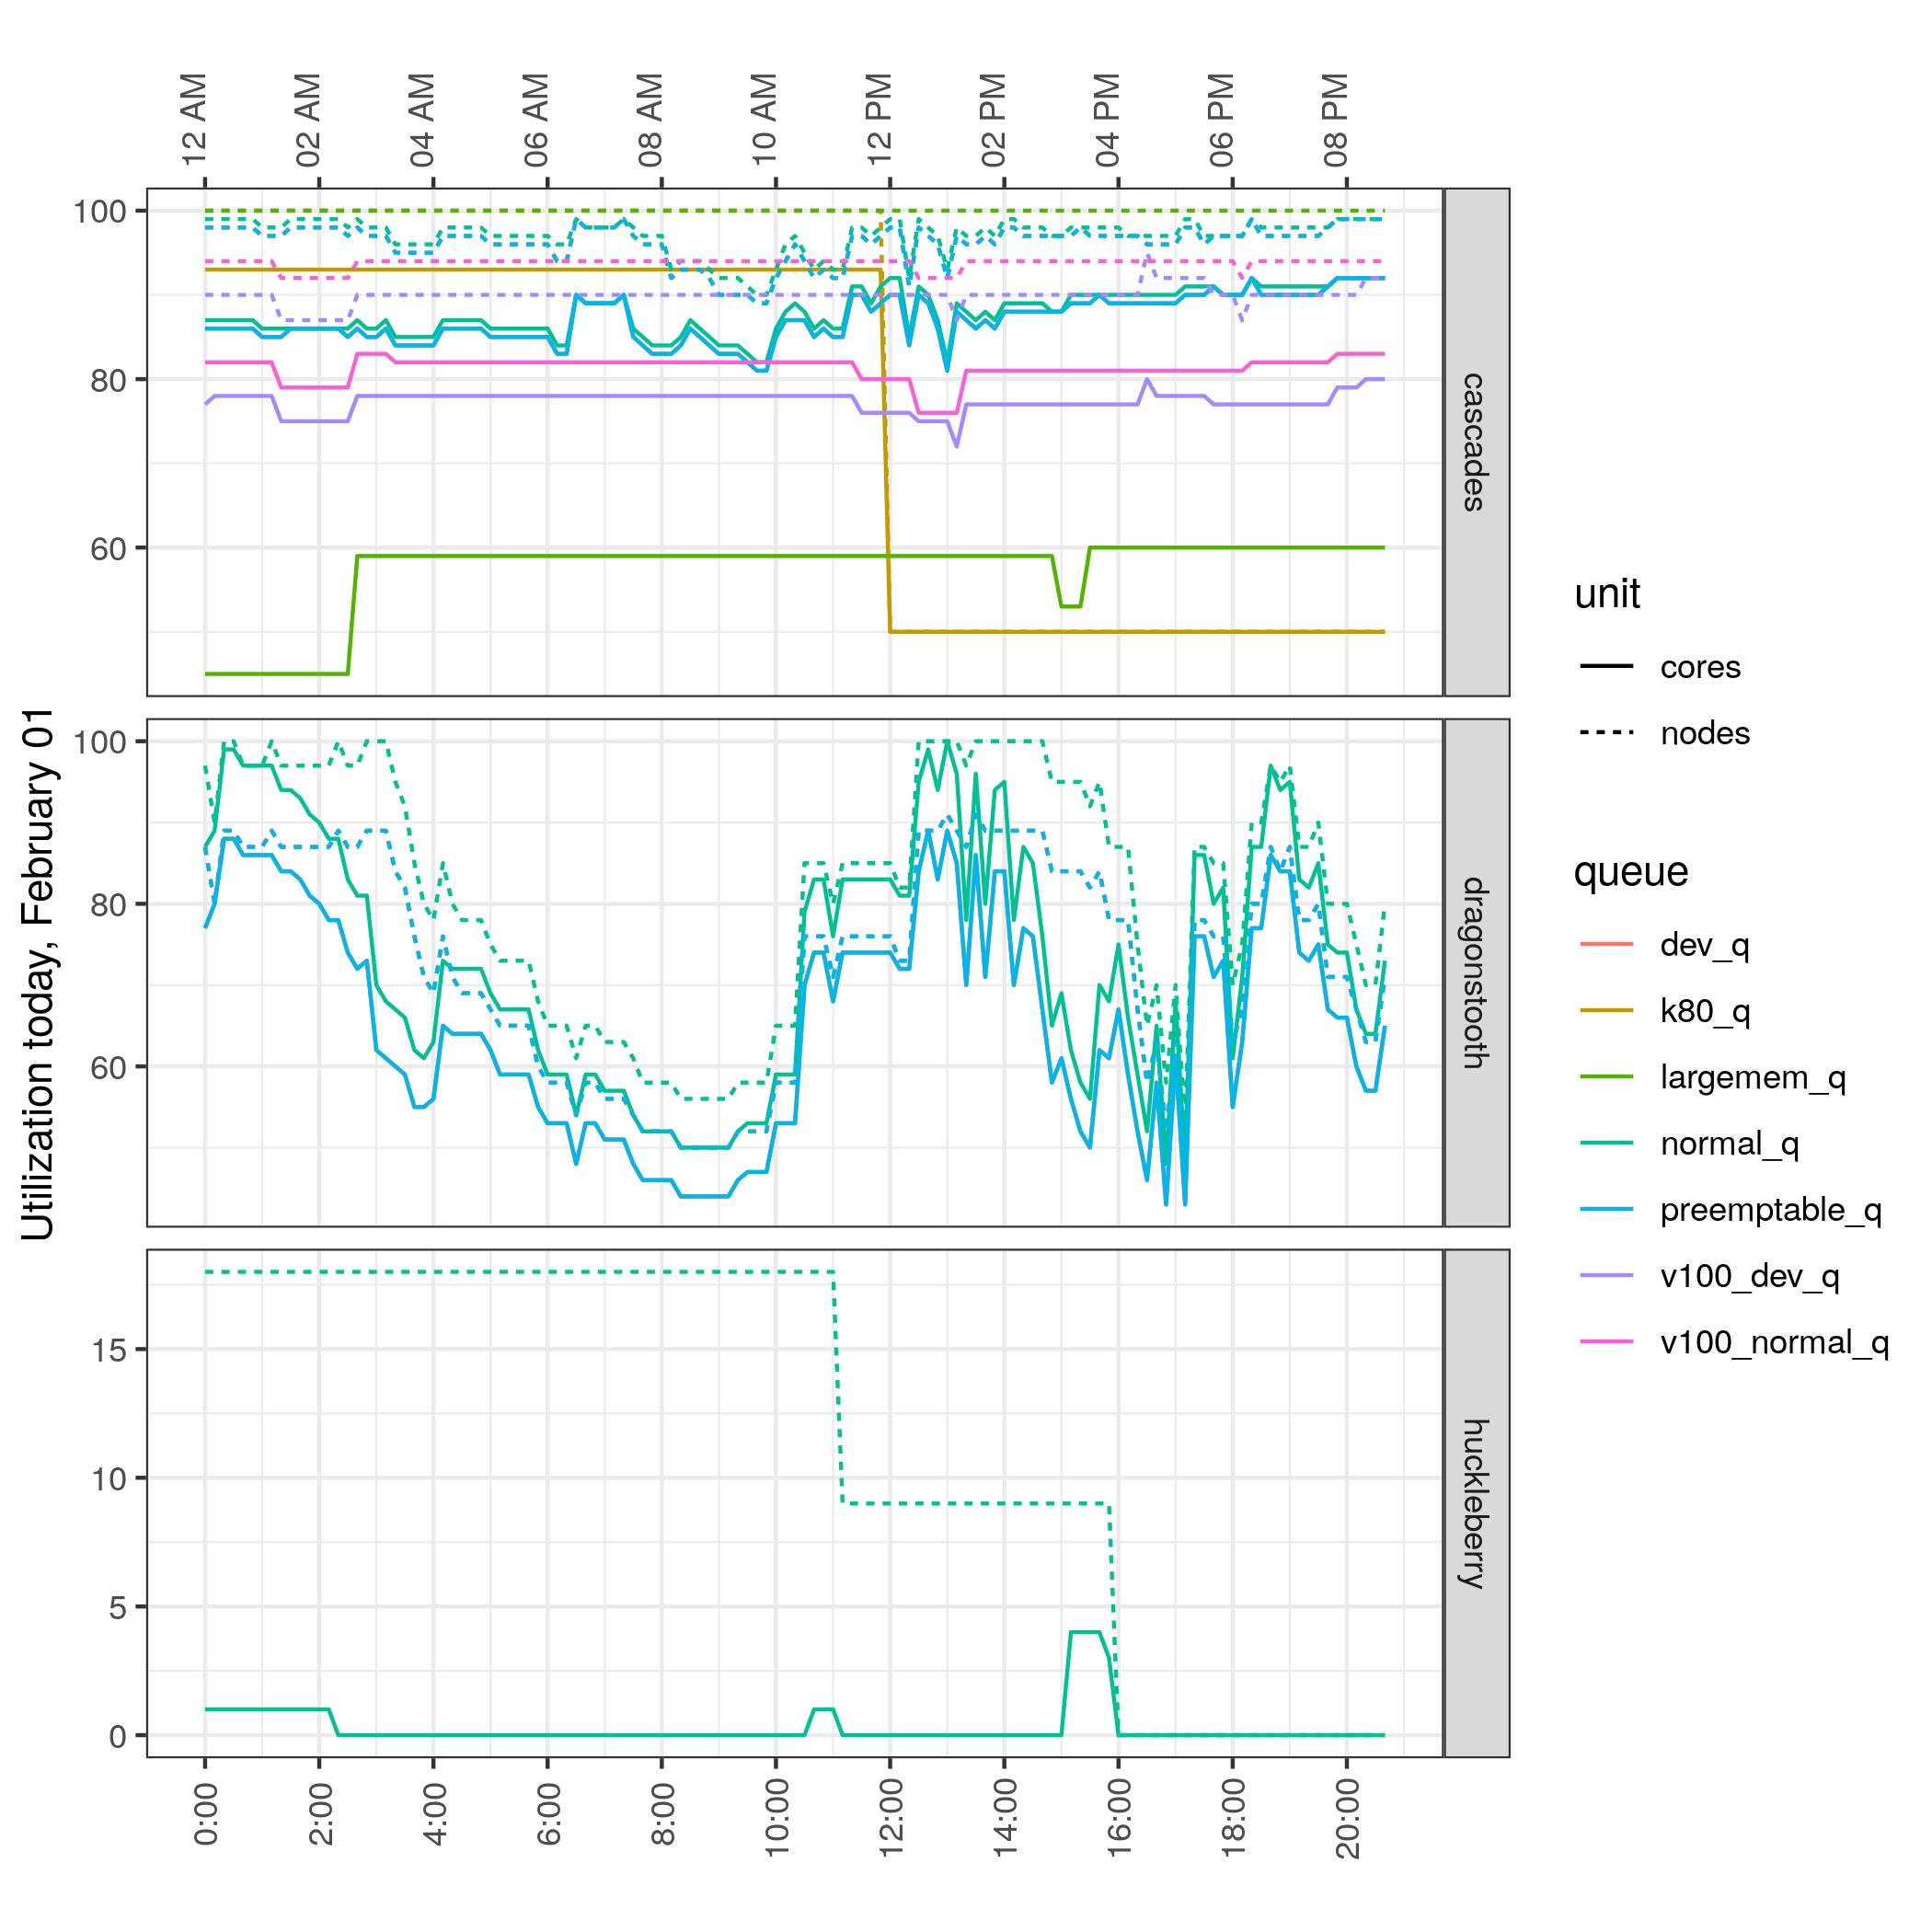 12 AM
02 AM
04 AM
06 AM
08 AM
10 AM
12 PM
02 PM
04 PM
06 PM
08 PM
Utilization today, February 01
100
80
60
cascades
100
80
60
dragonstooth
15
10
5
0
huckleberry
0:00
2:00
4:00
6:00
8:00
10:00
12:00
14:00
16:00
18:00
20:00
unit
cores
nodes
queue
dev_q
k80_q
largemem_q
normal_q
preemptable_q
v100_dev_q
v100_normal_q